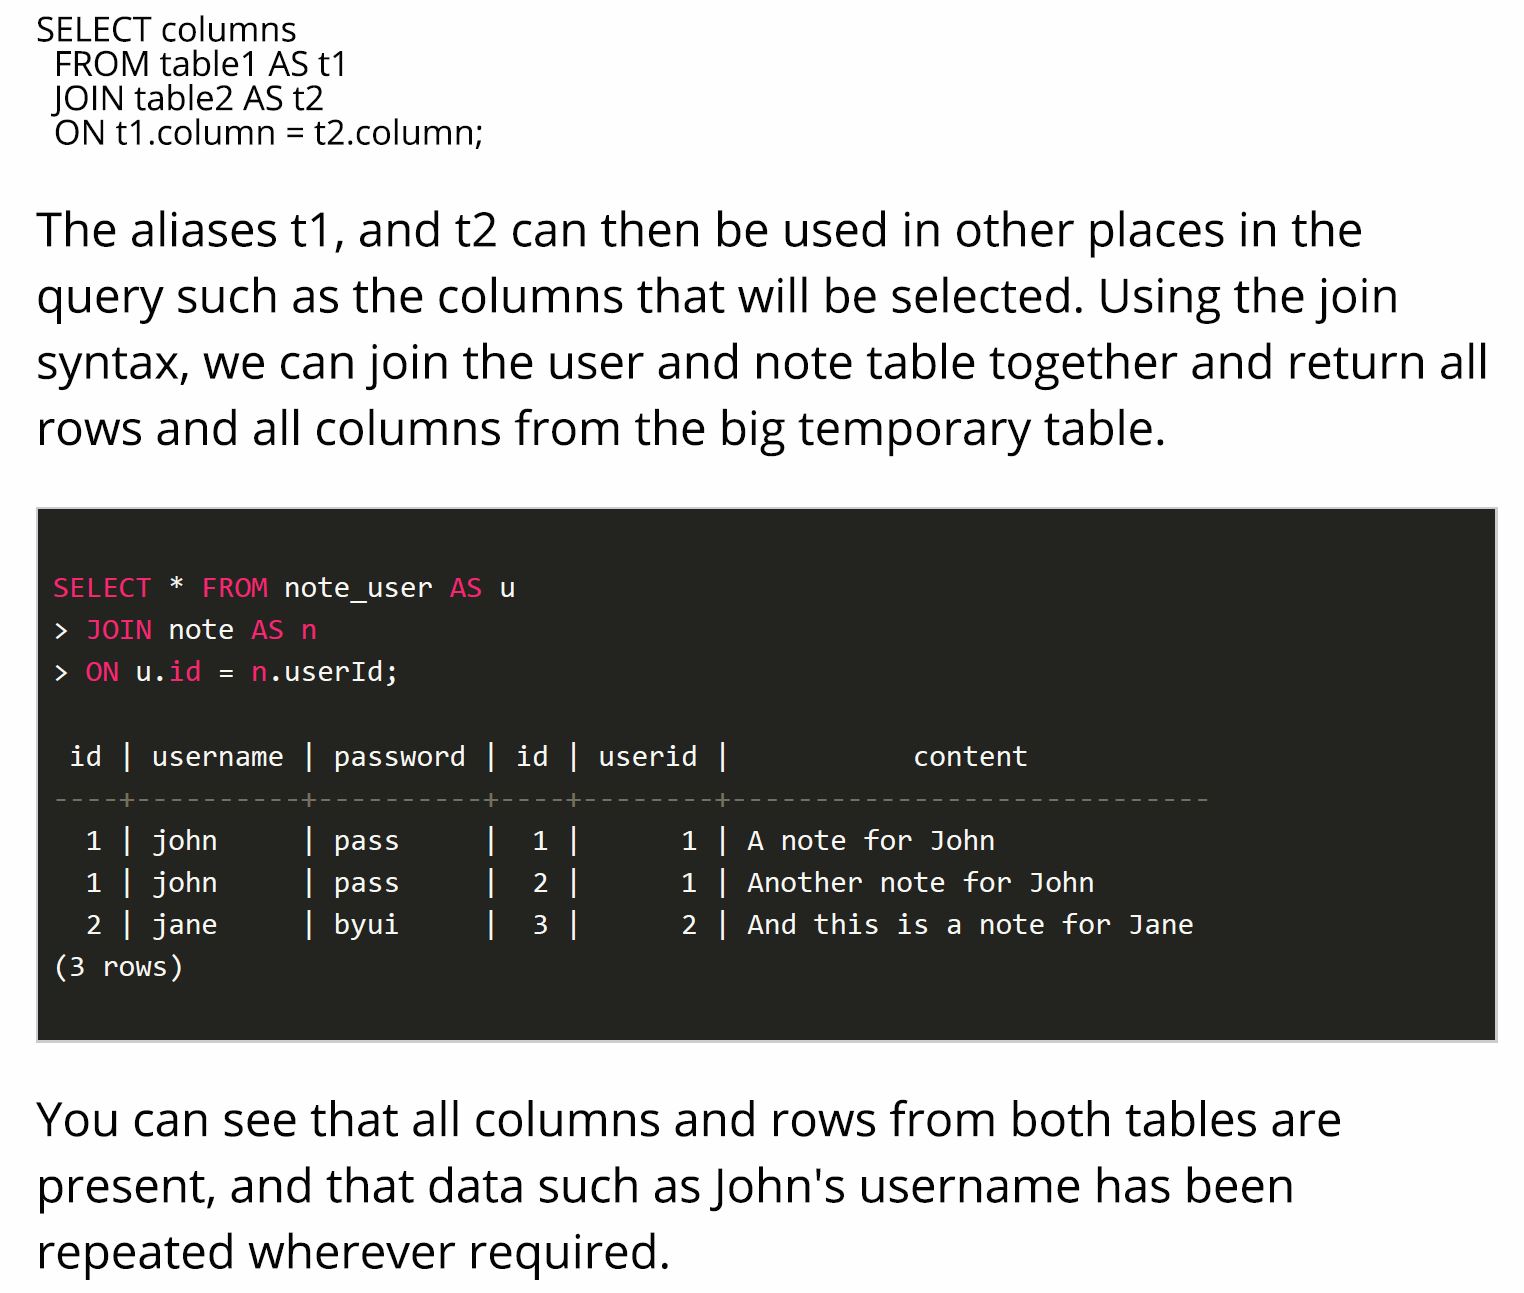 SELECT columns
FROM table1 AS t1
JOIN table2 AS t2
ON t1.column = t2.column;
The aliases t1, and t2 can then be used in other places in the
query such as the columns that will be selected. Using the join
syntax, we can join the user and note table together and return all
rows and all columns from the big temporary table.
SELECT * FROM note_user AS u
> JOIN note AS n
> ON u.id = n.userId;
 id | username | password | id | userid |           content
----+----------+----------+----+--------+-----------------------------
  1 | john     | pass     |  1 |      1 | A note for John
  1 | john     | pass     |  2 |      1 | Another note for John
  2 | jane     | byui     |  3 |      2 | And this is a note for Jane
(3 rows)
You can see that all columns and rows from both tables are
present, and that data such as John's username has been
repeated wherever required.